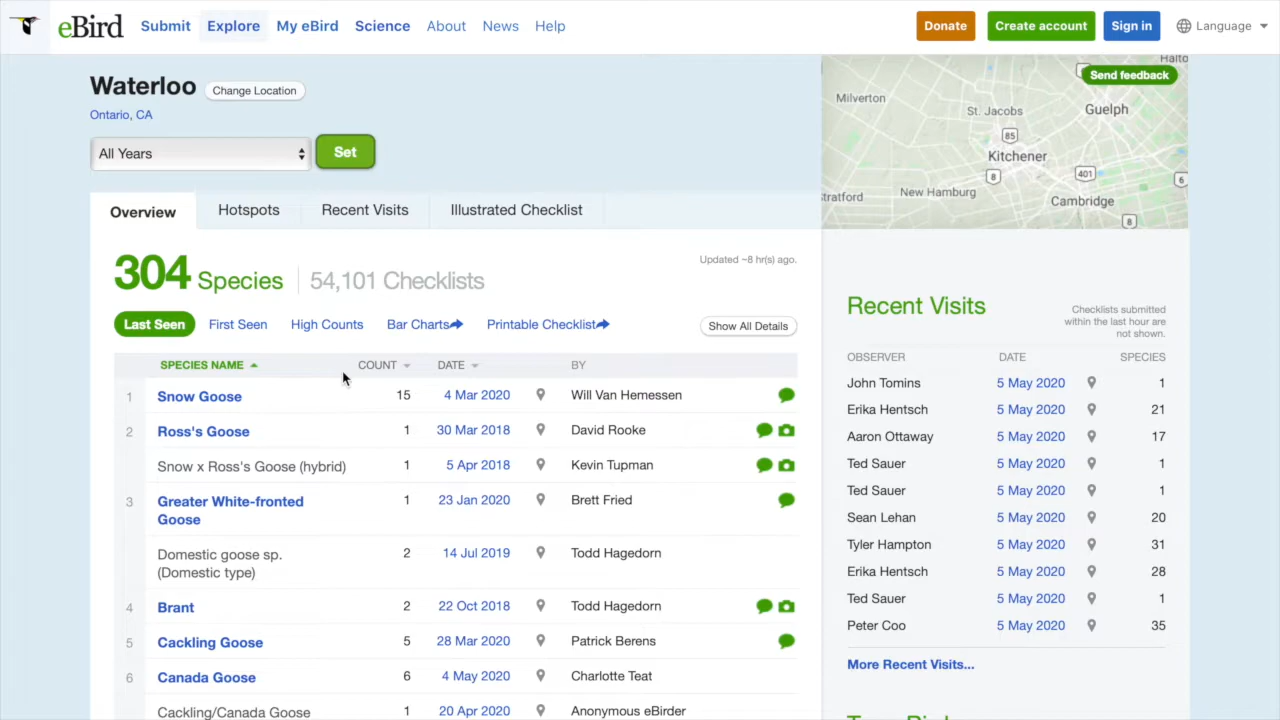 eBird Submit Explore My eBird Science About News Help Donate Create account Sign in Language
Waterloo Change Location
Ontario, CA
All Years Set
Overview Hotspots Recent Visits Illustrated Checklist
304 Species 54,101 Checklists
Updated ~8 hr(s) ago.
Last Seen First Seen High Counts Bar Charts Printable Checklist Show All Details
SPECIES NAME COUNT DATE BY
1 Snow Goose 15 4 Mar 2020 Will Van Hemessen
2 Ross's Goose 1 30 Mar 2018 David Rooke
Snow x Ross's Goose (hybrid) 1 5 Apr 2018 Kevin Tupman
3 Greater White-fronted 1 23 Jan 2020 Brett Fried
Goose
Domestic goose sp. 2 14 Jul 2019 Todd Hagedorn
(Domestic type)
4 Brant 2 22 Oct 2018 Todd Hagedorn
5 Cackling Goose 5 28 Mar 2020 Patrick Berens
6 Canada Goose 6 4 May 2020 Charlotte Teat
Cackling/Canada Goose 1 20 Apr 2020 Anonymous eBirder
Send feedback
Milverton
St. Jacobs
Guelph
85
Kitchener
8
401
6
New Hamburg
Cambridge
8
Recent Visits
Checklists submitted
within the last hour are
not shown.
OBSERVER DATE SPECIES
John Tomins 5 May 2020 1
Erika Hentsch 5 May 2020 21
Aaron Ottaway 5 May 2020 17
Ted Sauer 5 May 2020 1
Ted Sauer 5 May 2020 1
Sean Lehan 5 May 2020 20
Tyler Hampton 5 May 2020 31
Erika Hentsch 5 May 2020 28
Ted Sauer 5 May 2020 1
Peter Coo 5 May 2020 35
More Recent Visits...